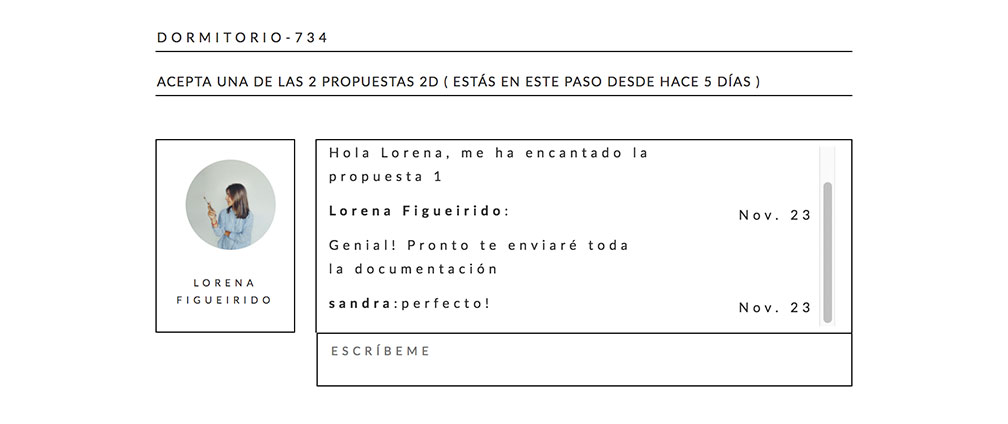 DORMITORIO-734
ACEPTA UNA DE LAS 2 PROPUESTAS 2D ( ESTÁS EN ESTE PASO DESDE HACE 5 DÍAS )
LORENA
FIGUEIRIDO
Hola Lorena, me ha encantado la
propuesta 1
Lorena Figueirido:
Nov. 23
Genial! Pronto te enviaré toda
la documentación
sandra:perfecto!
Nov. 23
ESCRÍBEME